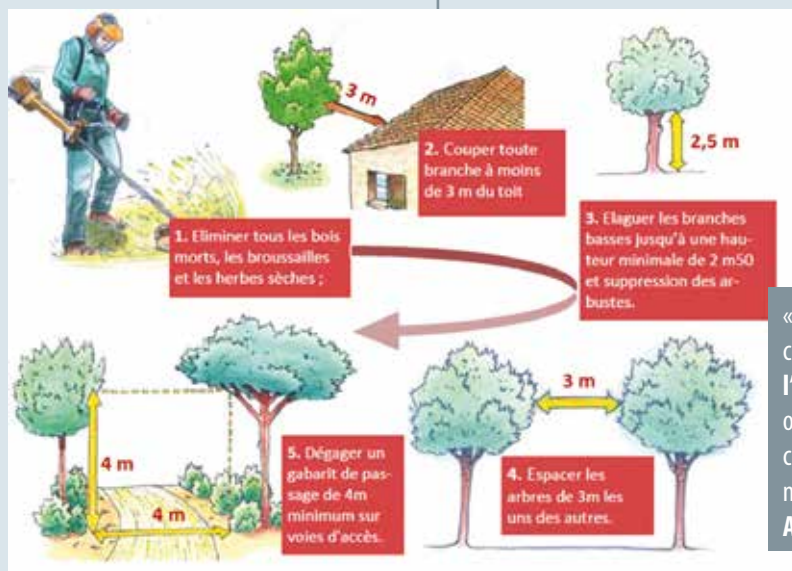 3 m
2. Couper toute
branche à moins
de 3 m du toit
2,5 m
1. Eliminer tous les bois
morts, les broussailles
et les herbes sèches ;
3. Elaguer les branches
basses jusqu'à une hau-
teur minimale de 2 m50
et suppression des ar-
bustes.
4 m
4 m
5. Dégager un
gabarit de pas-
sage de 4m
minimum sur
voies d'accès.
3 m
4. Espacer les
arbres de 3m les
uns des autres.
«